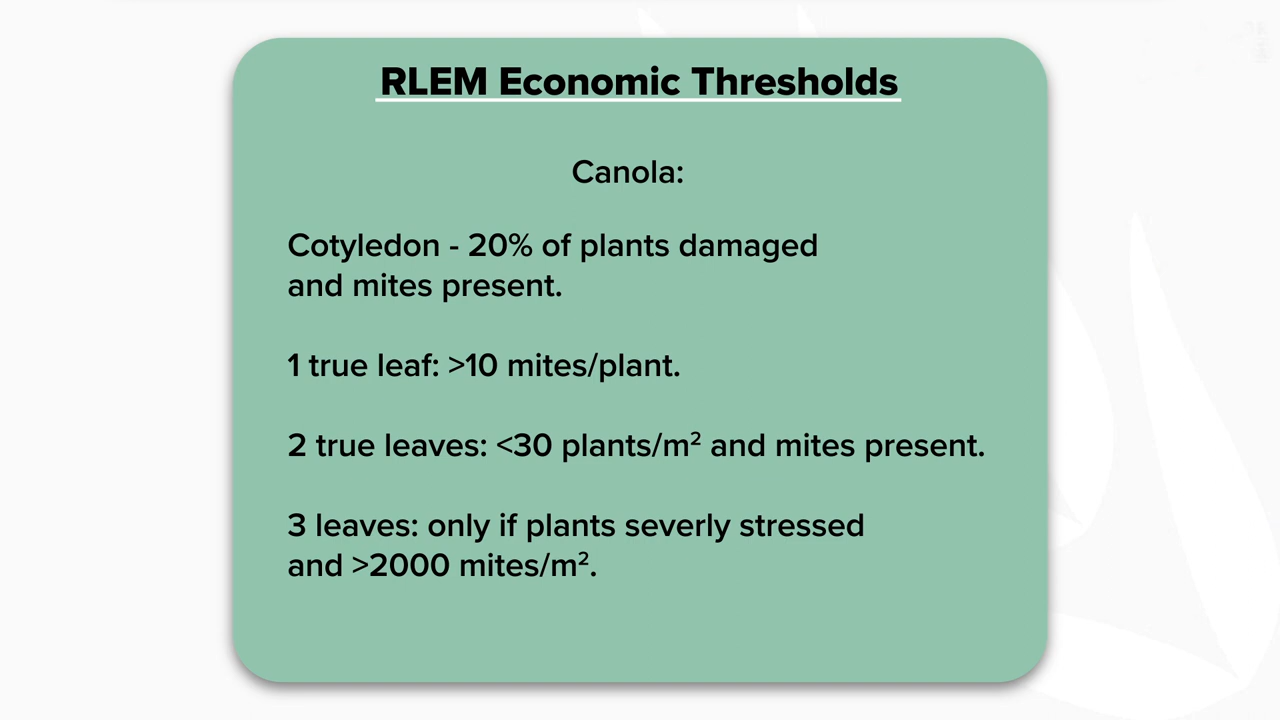 RLEM Economic Thresholds
Canola:
Cotyledon - 20% of plants damaged
and mites present.
1 true leaf: >10 mites/plant.
2 true leaves: <30 plants/m² and mites present.
3 leaves: only if plants severly stressed
and >2000 mites/m².